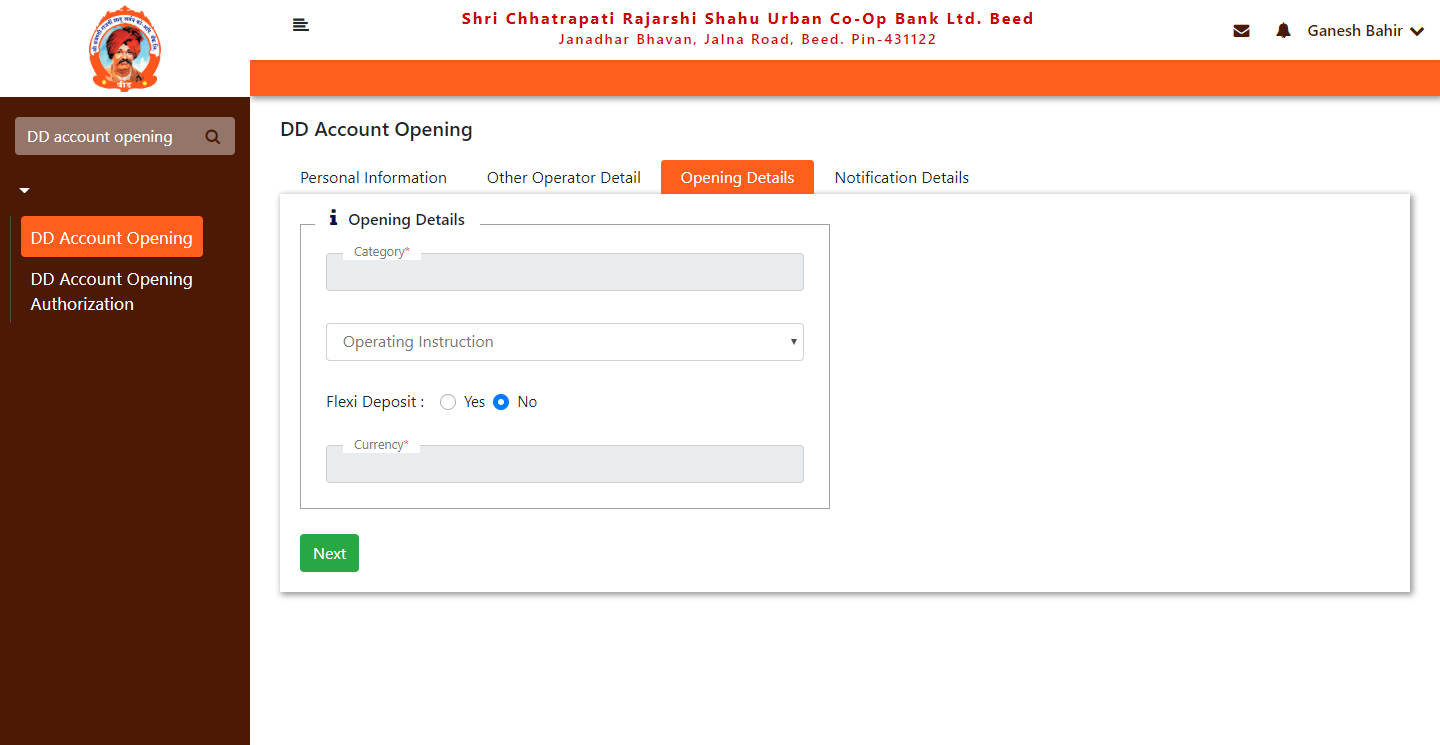 Shri Chhatrapati Rajarshi Shahu Urban Co-Op Bank Ltd. Beed
Janadhar Bhavan, Jalna Road, Beed. Pin-431122
Ganesh Bahir
बीड
DD account opening
DD Account Opening
DD Account Opening
Authorization
DD Account Opening
Personal Information
Other Operator Detail
Opening Details
Notification Details
Opening Details
Category*
Operating Instruction
Flexi Deposit :
Yes
No
Currency*
Next